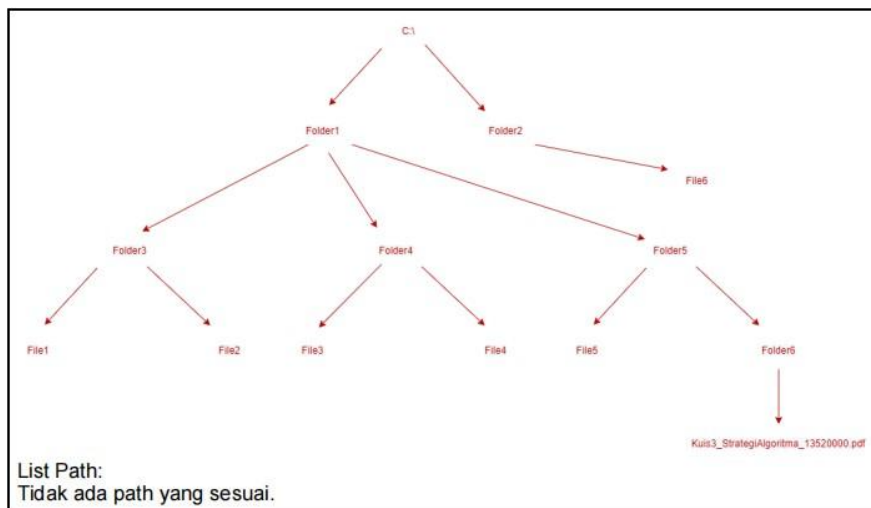 C:\
Folder1 Folder2
File6
Folder3 Folder4 Folder5
File1 File2 File3 File4 File5 Folder6
Kuis3_StrategiAlgoritma_13520000.pdf
List Path:
Tidak ada path yang sesuai.